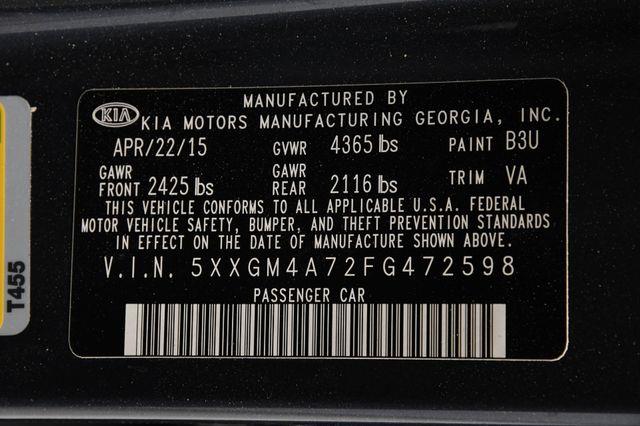 MANUFACTURED BY
KIA KIA MOTORS MANUFACTURING GEORGIA, INC.
APR/22/15 GVWR 4365 lbs PAINT B3U
GAWR FRONT 2425 lbs GAWR REAR 2116 lbs TRIM VA
THIS VEHICLE CONFORMS TO ALL APPLICABLE U.S.A. FEDERAL
MOTOR VEHICLE SAFETY, BUMPER, AND THEFT PREVENTION STANDARDS
IN EFFECT ON THE DATE OF MANUFACTURE SHOWN ABOVE.
V.I.N. 5XXGM4A72FG472598
PASSENGER CAR
T455